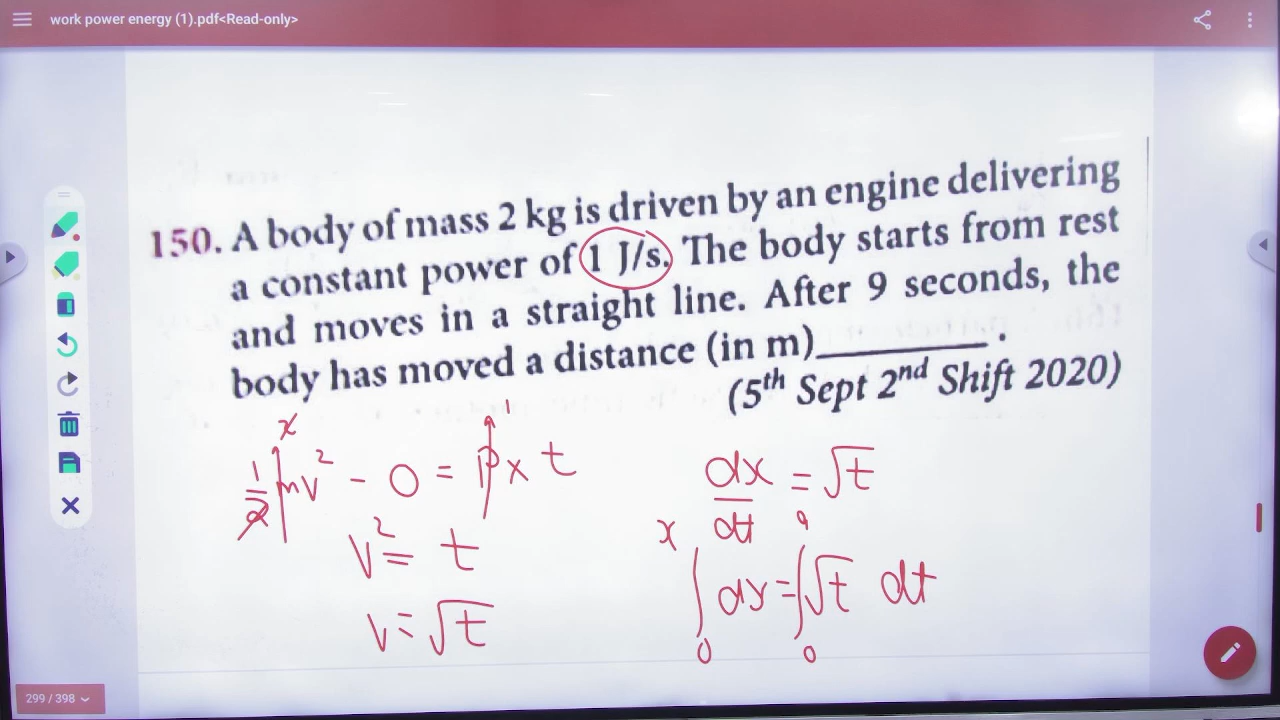 work power energy (1).pdf<Read-only>
150. A body of mass 2 kg is driven by an engine delivering
a constant power of 1 J/s. The body starts from rest
and moves in a straight line. After 9 seconds, the
body has moved a distance (in m)__________.
(5th Sept 2nd Shift 2020)
1/2 mv² - 0 = P x t
v² = t
v = √t
dx/dt = √t
∫₀ˣ dx = ∫₀⁹ √t dt
299 / 398